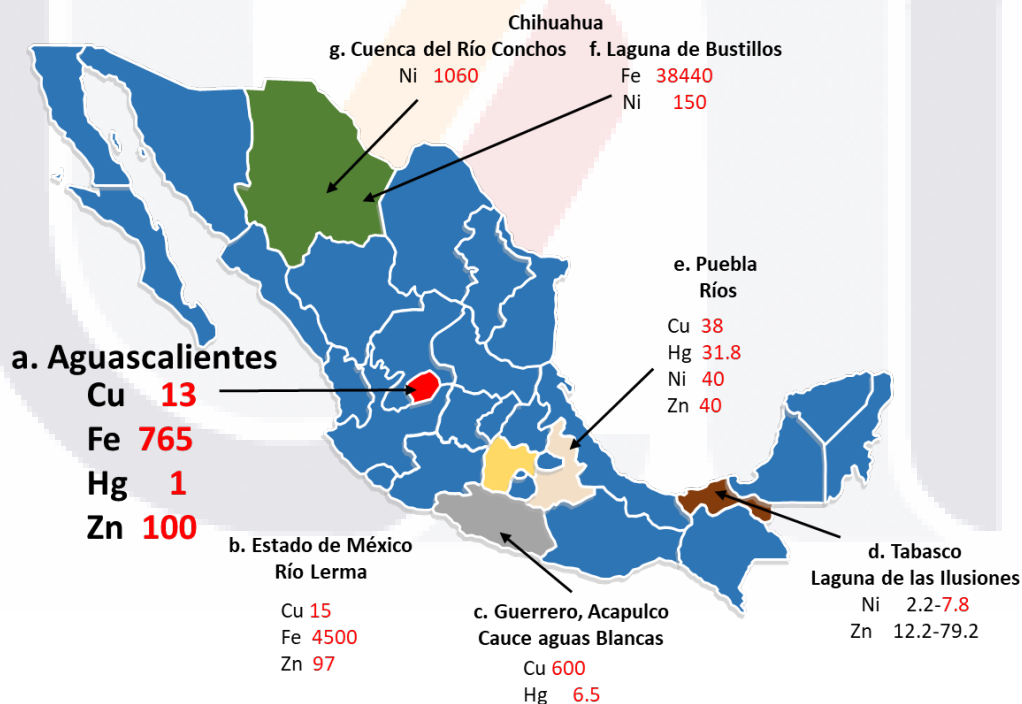 Chihuahua
g. Cuenca del Río Conchos
Ni 1060
f. Laguna de Bustillos
Fe 38440
Ni 150
e. Puebla
Ríos
Cu 38
Hg 31.8
Ni 40
Zn 40
a. Aguascalientes
Cu 13
Fe 765
Hg 1
Zn 100
b. Estado de México
Río Lerma
Cu 15
Fe 4500
Zn 97
c. Guerrero, Acapulco
Cauce aguas Blancas
Cu 600
Hg 6.5
d. Tabasco
Laguna de las Ilusiones
Ni 2.2-7.8
Zn 12.2-79.2